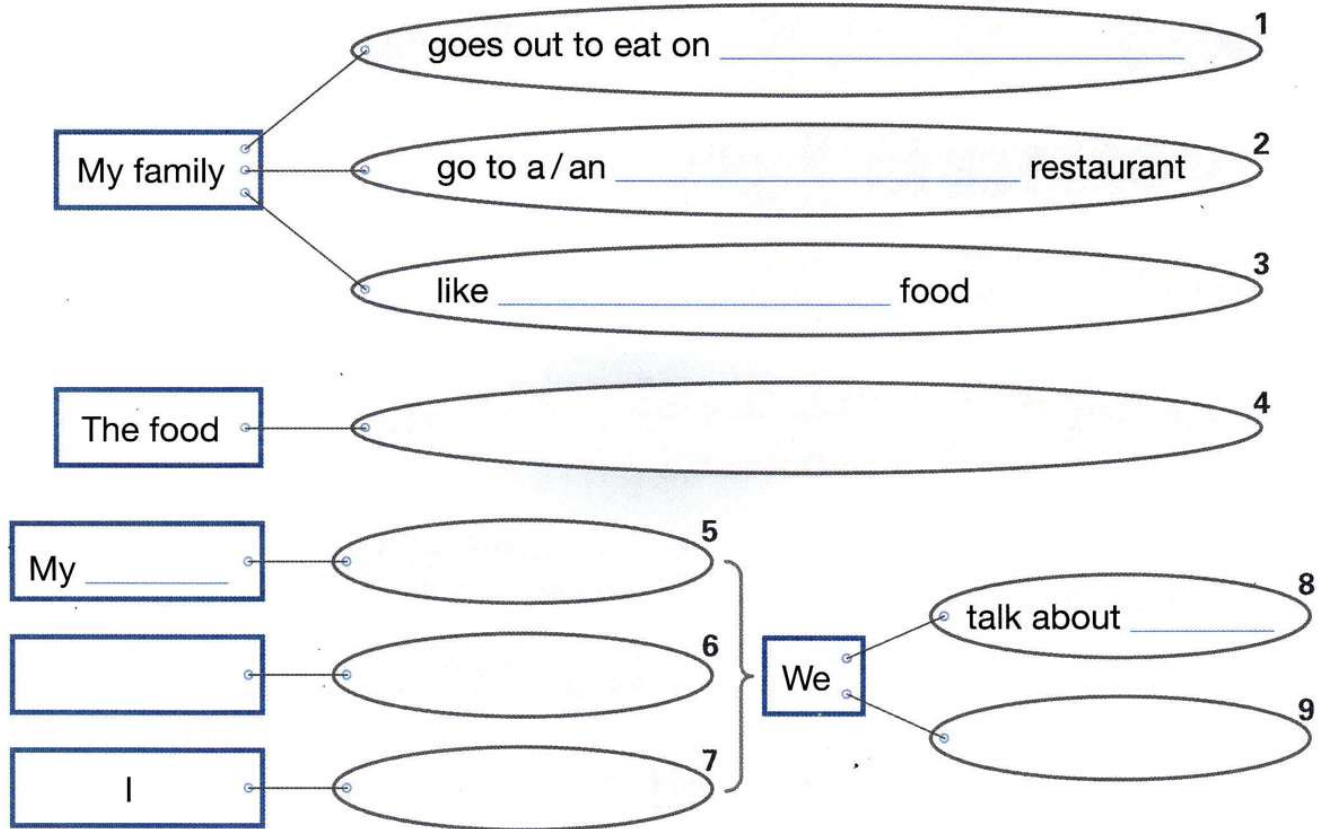 1
goes out to eat on
My family
2
go to a / an restaurant
3
like food
The food
4
My
5
6
I
7
We
8
talk about
9